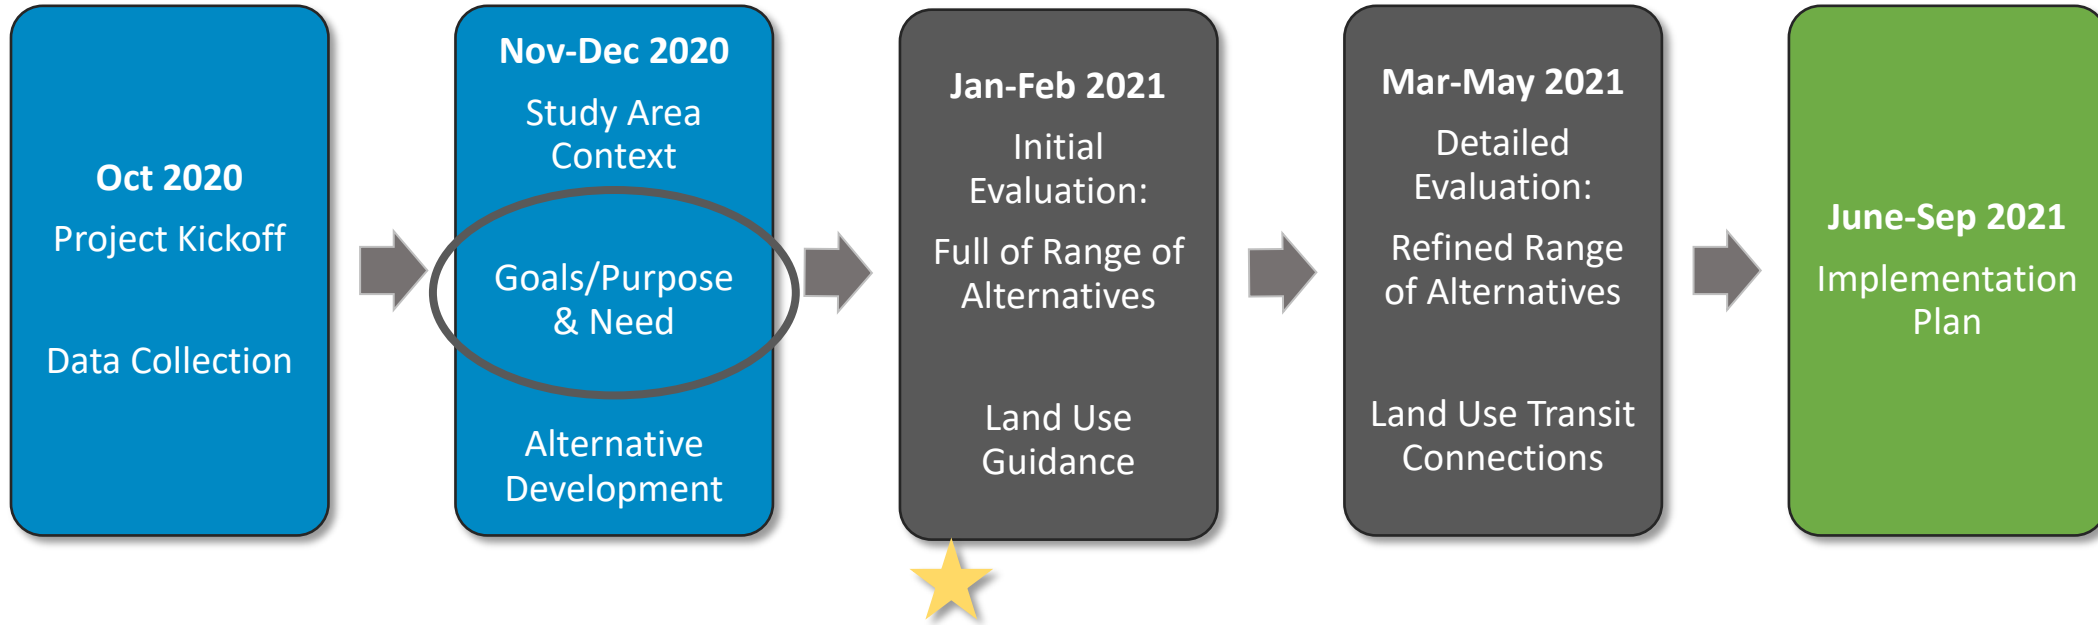 Oct 2020
Project Kickoff
Data Collection
Nov-Dec 2020
Study Area
Context
Goals/Purpose
& Need
Alternative
Development
Jan-Feb 2021
Initial
Evaluation:
Full of Range of
Alternatives
Land Use
Guidance
Mar-May 2021
Detailed
Evaluation:
Refined Range
of Alternatives
Land Use Transit
Connections
June-Sep 2021
Implementation
Plan